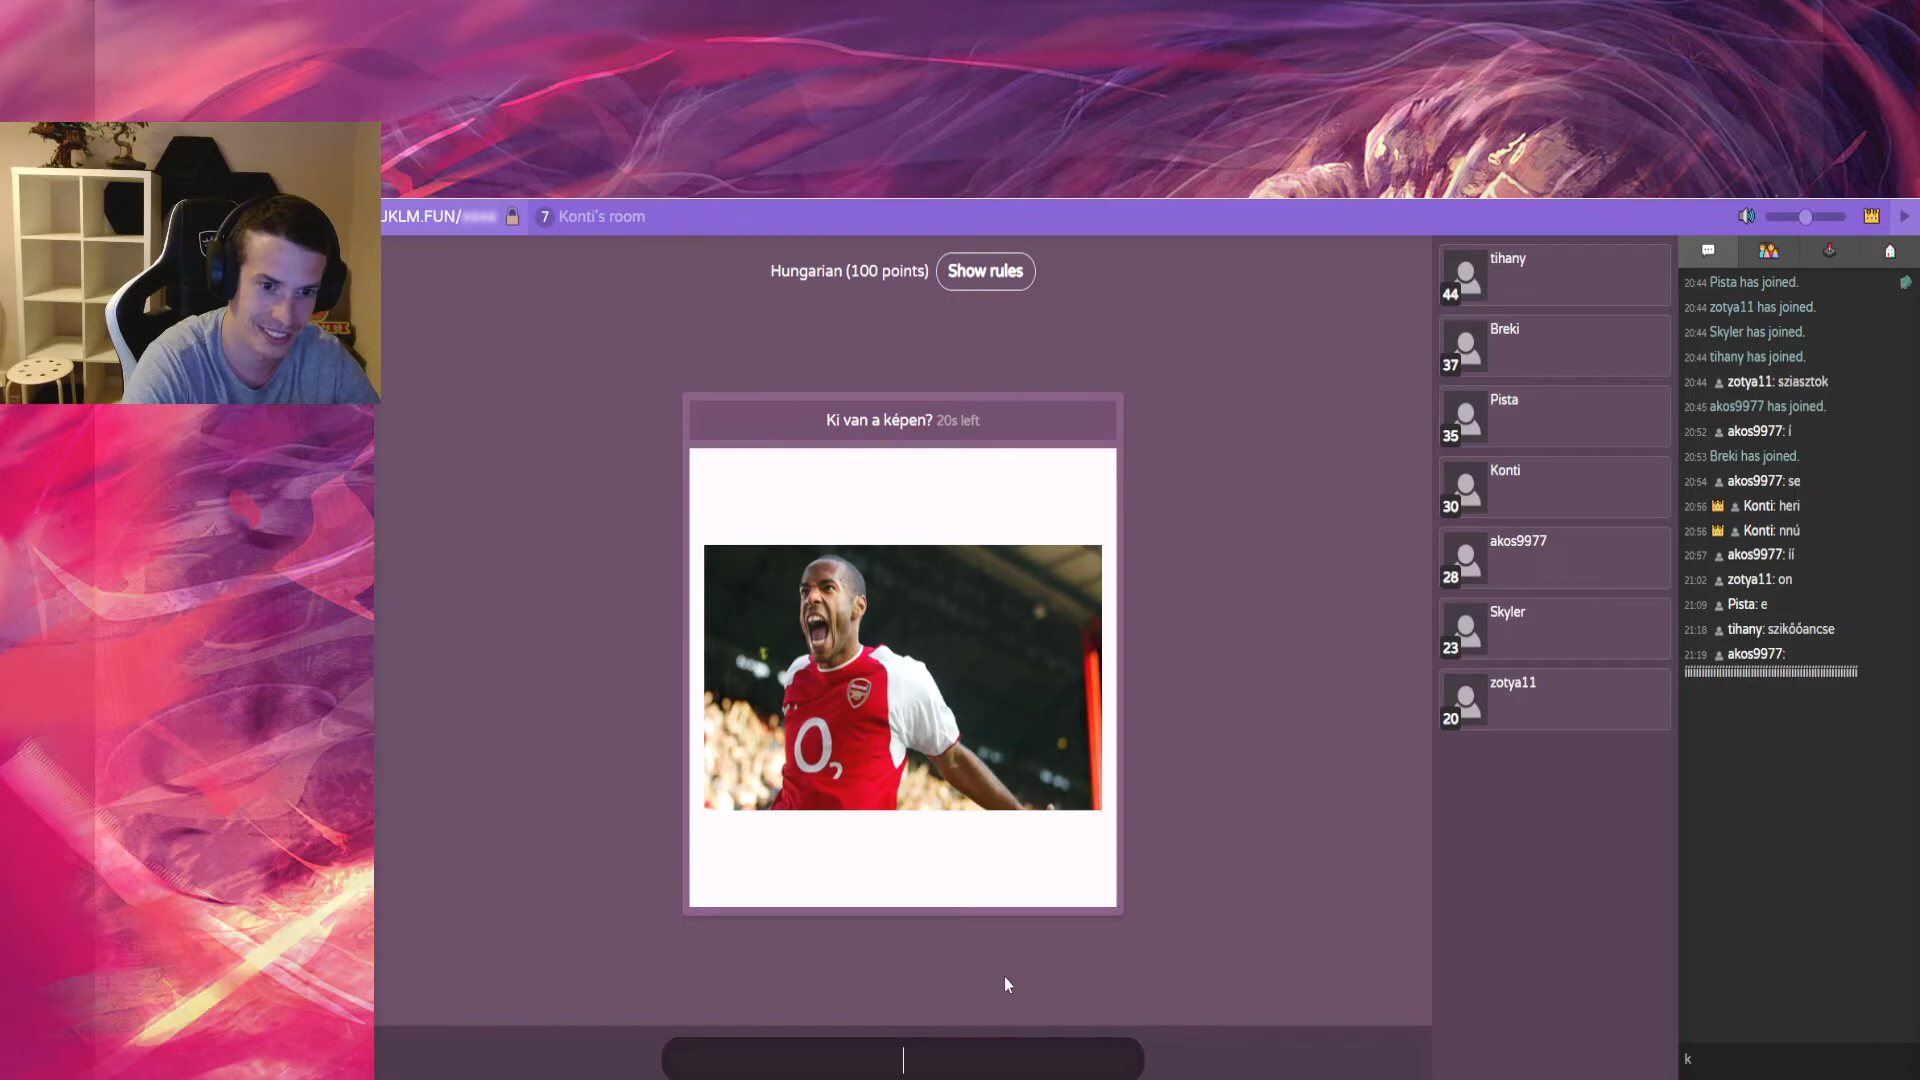 JKLM.FUN/
7 Konti's room
Hungarian (100 points) Show rules
Ki van a képen? 20s left
Arsenal
O2
tihany
44
Breki
37
Pista
35
Konti
30
akos9977
28
Skyler
23
zotya11
20
20:44 Pista has joined.
20:44 zotya11 has joined.
20:44 Skyler has joined.
20:44 tihany has joined.
20:44 zotya11: sziasztok
20:45 akos9977 has joined.
20:52 akos9977: í
20:53 Breki has joined.
20:54 akos9977: se
20:56 Konti: heri
20:56 Konti: nnú
20:57 akos9977: íí
21:02 zotya11: on
21:09 Pista: e
21:18 tihany: szikőőancse
21:19 akos9977:
k